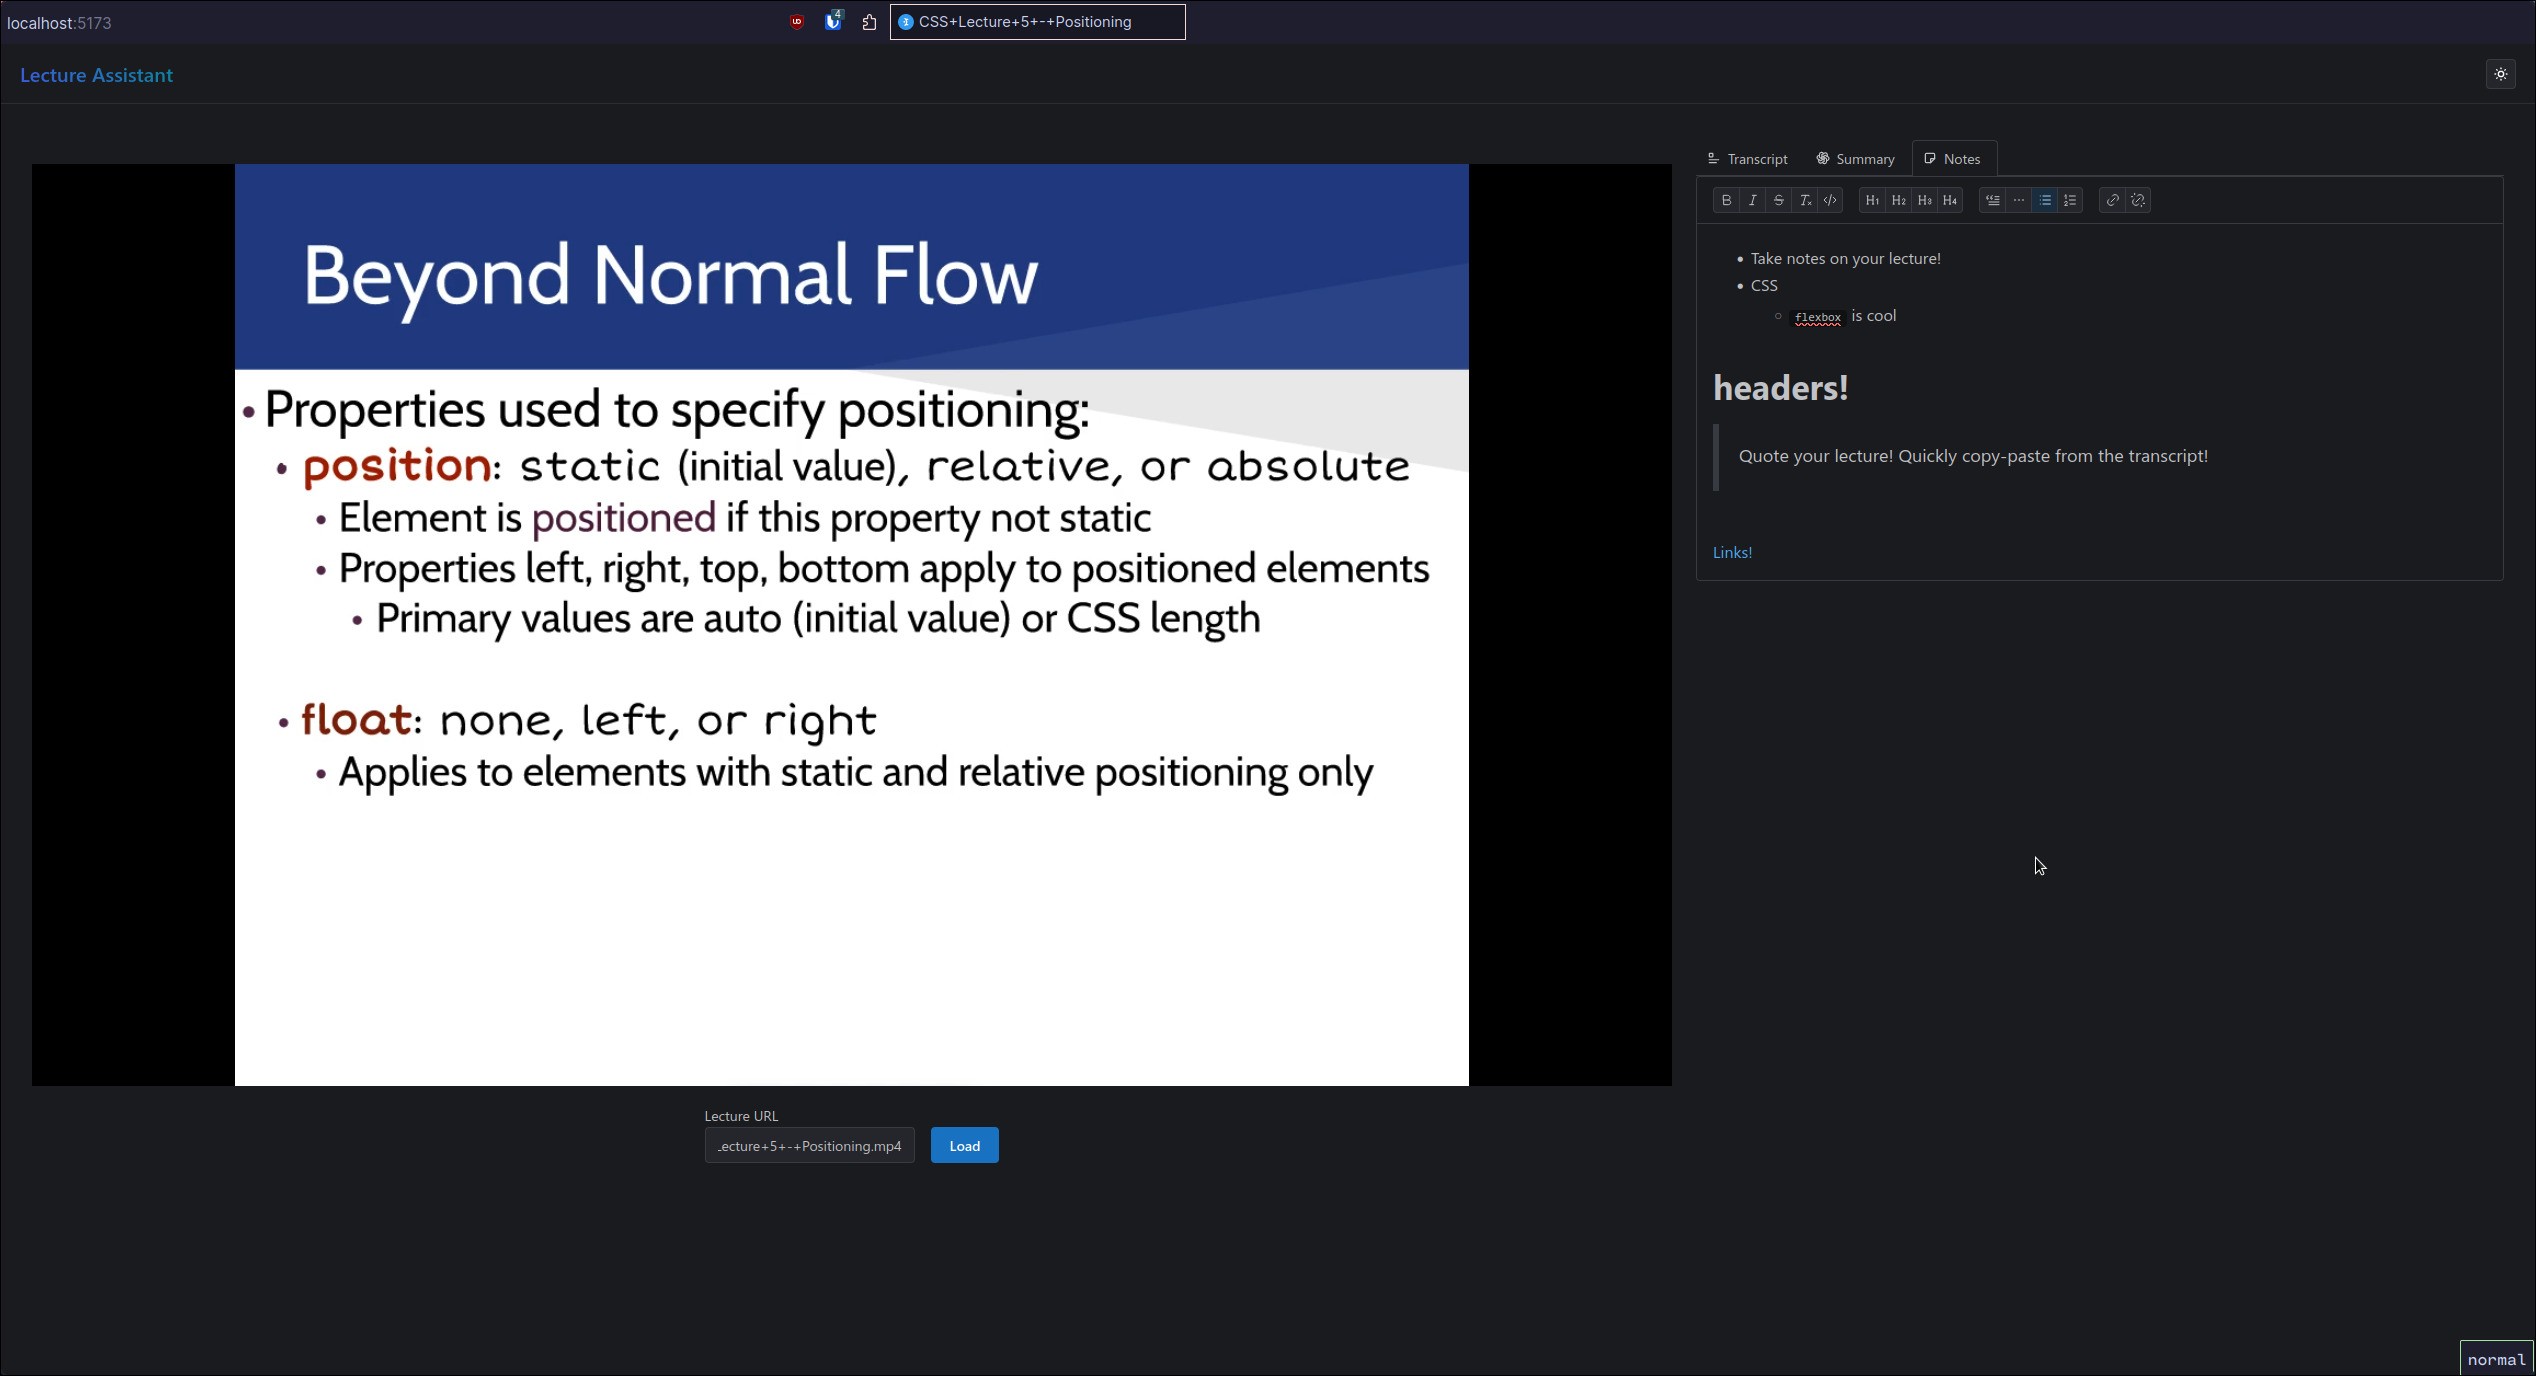 localhost:5173
4
CSS+Lecture+5+-+Positioning
Lecture Assistant
Transcript
Summary
Notes
B I S Tx </> H1 H2 H3 H4
Beyond Normal Flow
• Properties used to specify positioning:
• position: static (initial value), relative, or absolute
• Element is positioned if this property not static
• Properties left, right, top, bottom apply to positioned elements
• Primary values are auto (initial value) or CSS length
• float: none, left, or right
• Applies to elements with static and relative positioning only
• Take notes on your lecture!
• CSS
○ flexbox is cool
headers!
Quote your lecture! Quickly copy-paste from the transcript!
Links!
Lecture URL
ecture+5+-+Positioning.mp4
Load
normal